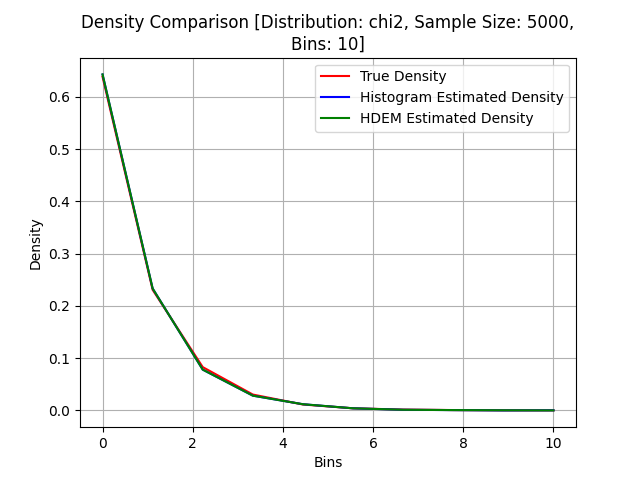 Density Comparison [Distribution: chi2, Sample Size: 5000,
Bins: 10]
True Density
Histogram Estimated Density
HDEM Estimated Density
Density
0.6
0.5
0.4
0.3
0.2
0.1
0.0
0 2 4 6 8 10
Bins